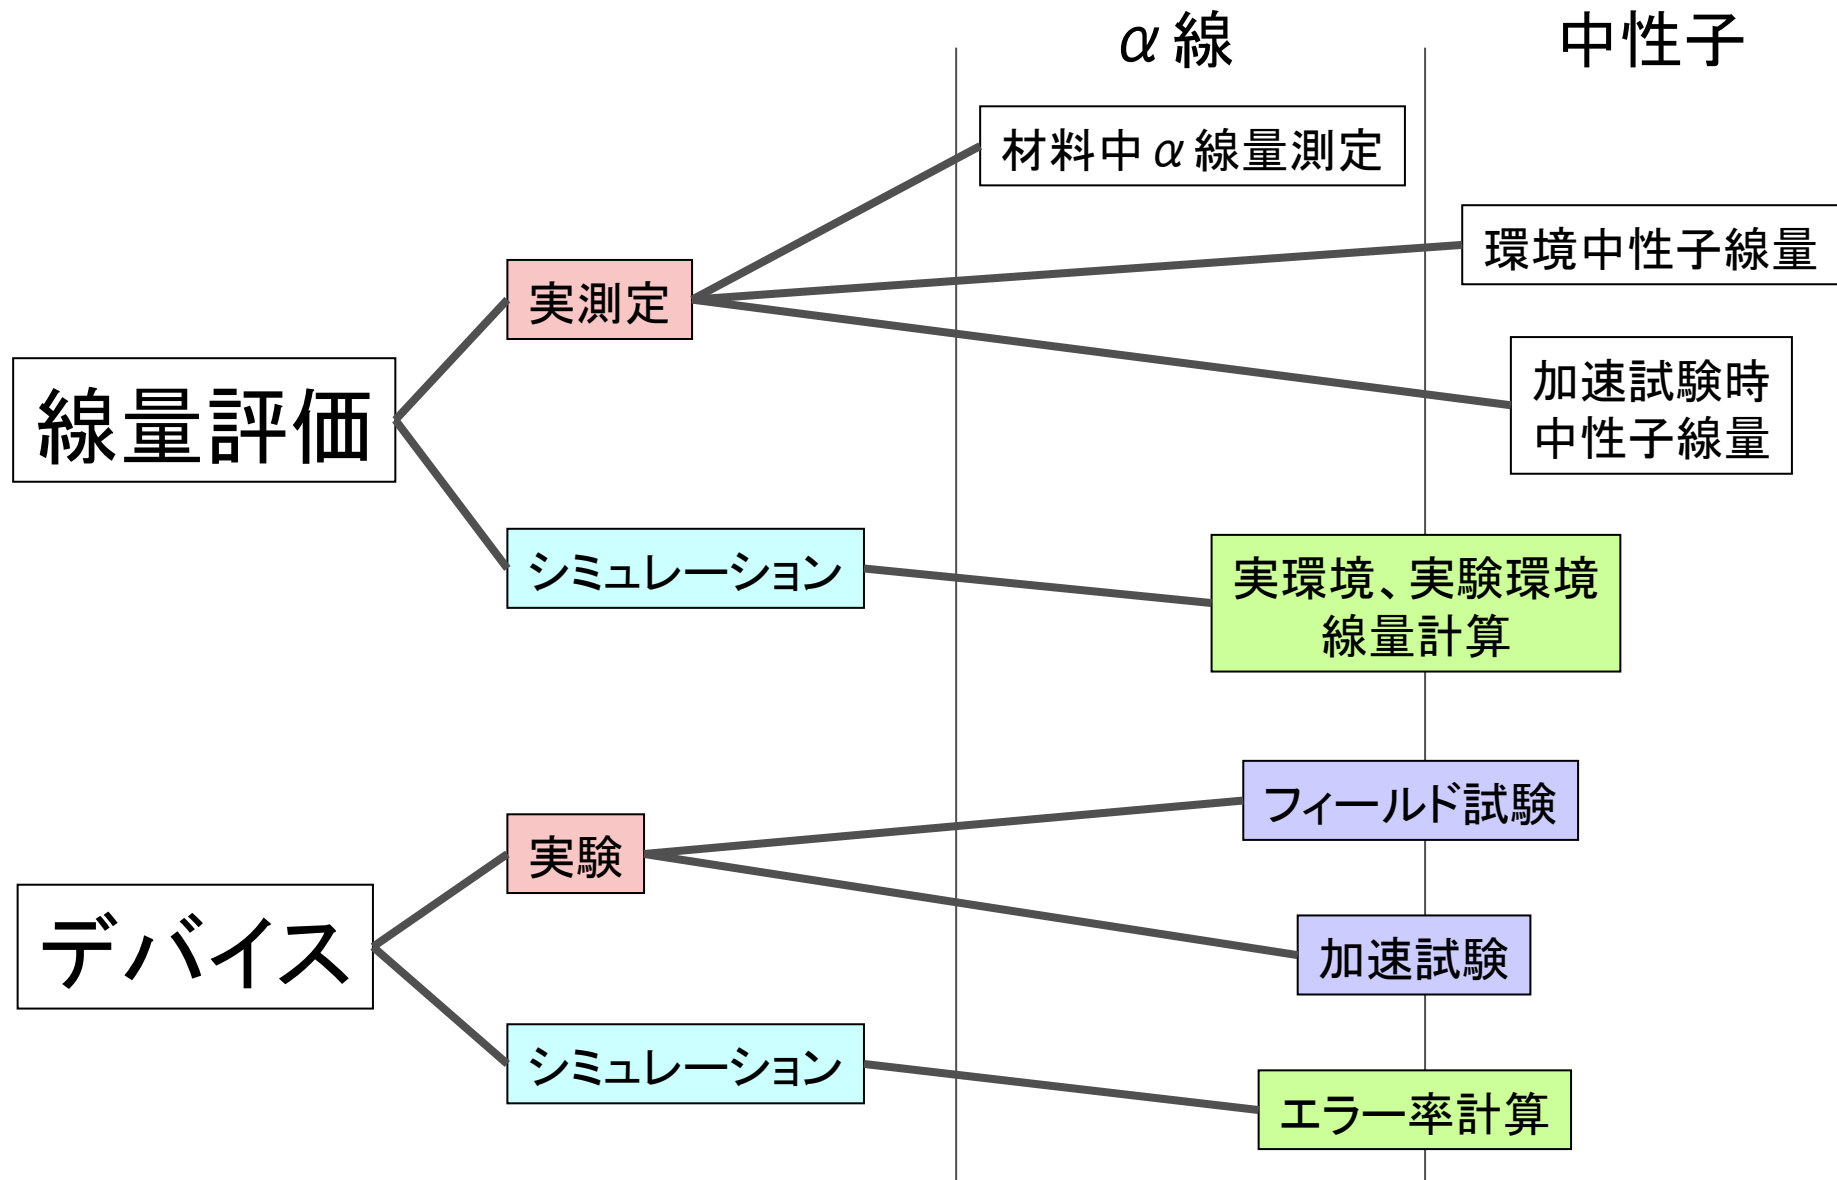 α線
中性子
材料中α線量測定
環境中性子線量
実測定
加速試験時
中性子線量
線量評価
シミュレーション
実環境、実験環境
線量計算
フィールド試験
実験
加速試験
デバイス
シミュレーション
エラー率計算